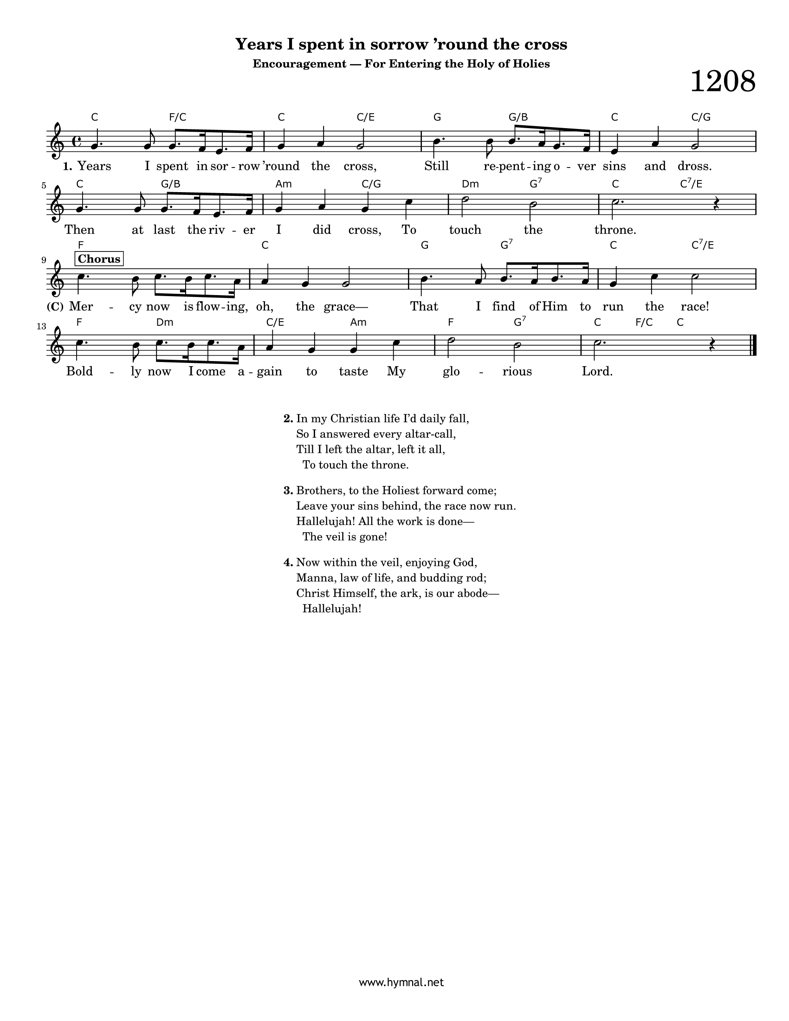 Years I spent in sorrow ’round the cross
Encouragement — For Entering the Holy of Holies
1208
C F/C C C/E G G/B C C/G
1. Years I spent in sor - row ’round the cross, Still re-pent-ing o - ver sins and dross.
5 C G/B Am C/G Dm G7 C C7/E
Then at last the riv - er I did cross, To touch the throne.
F C G G7 C C7/E
9 Chorus
(C) Mer - cy now is flow-ing, oh, the grace— That I find of Him to run the race!
13 F Dm C/E Am F G7 C F/C C
Bold - ly now I come a - gain to taste My glo - rious Lord.
2. In my Christian life I’d daily fall,
So I answered every altar-call,
Till I left the altar, left it all,
To touch the throne.
3. Brothers, to the Holiest forward come;
Leave your sins behind, the race now run.
Hallelujah! All the work is done—
The veil is gone!
4. Now within the veil, enjoying God,
Manna, law of life, and budding rod;
Christ Himself, the ark, is our abode—
Hallelujah!
www.hymnal.net